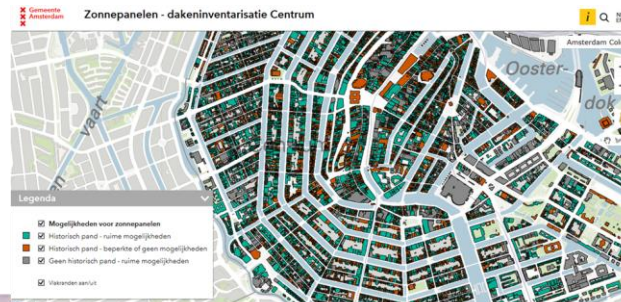 Gemeente
Amsterdam
Zonnepanelen - dakeninventarisatie Centrum
i
Amsterdam
Ooster-
dok
vaart
Legenda
Mogelijkheden voor zonnepanelen
Historisch pand - ruime mogelijkheden
Historisch pand - beperkte of geen mogelijkheden
Geen historisch pand - ruime mogelijkheden
Vlakranden aan/uit